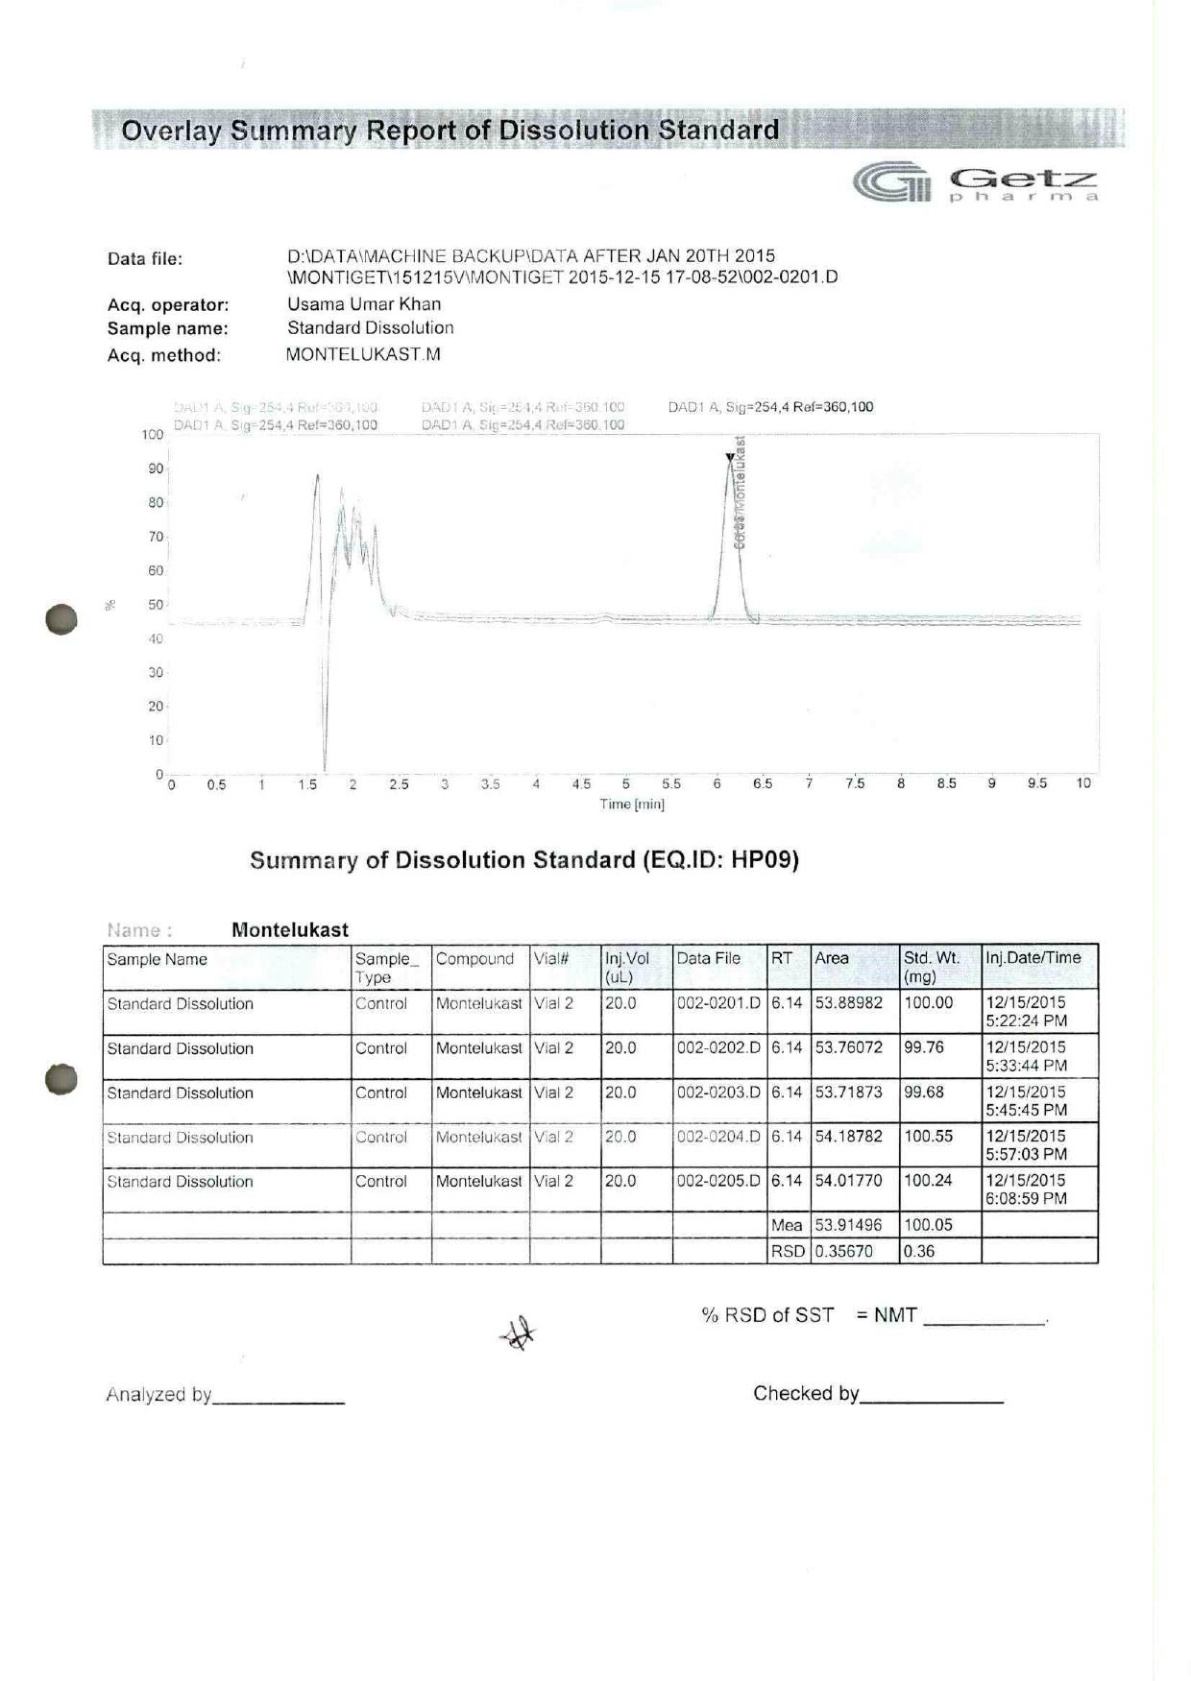 Overlay Summary Report of Dissolution Standard
Getz
pharma
Data file: D:\DATA\MACHINE BACKUP\DATA AFTER JAN 20TH 2015
\MONTIGET\151215V\MONTIGET 2015-12-15 17-08-52\002-0201.D
Acq. operator: Usama Umar Khan
Sample name: Standard Dissolution
Acq. method: MONTELUKAST.M
DAD1 A, Sig=254,4 Ref=360,100 DAD1 A, Sig=254,4 Ref=360,100 DAD1 A, Sig=254,4 Ref=360,100
DAD1 A, Sig=254,4 Ref=360,100 DAD1 A, Sig=254,4 Ref=360,100
100
90
80
70
60
50
40
30
20
10
0
%
Montelukast
0 0.5 1 1.5 2 2.5 3 3.5 4 4.5 5 5.5 6 6.5 7 7.5 8 8.5 9 9.5 10
Time [min]
Summary of Dissolution Standard (EQ.ID: HP09)
Name : Montelukast
Sample Name Sample_ Compound Vial# Inj.Vol Data File RT Area Std. Wt. Inj.Date/Time
Type (uL) (mg)
Standard Dissolution Control Montelukast Vial 2 20.0 002-0201.D 6.14 53.88982 100.00 12/15/2015
5:22:24 PM
Standard Dissolution Control Montelukast Vial 2 20.0 002-0202.D 6.14 53.76072 99.76 12/15/2015
5:33:44 PM
Standard Dissolution Control Montelukast Vial 2 20.0 002-0203.D 6.14 53.71873 99.68 12/15/2015
5:45:45 PM
Standard Dissolution Control Montelukast Vial 2 20.0 002-0204.D 6.14 54.18782 100.55 12/15/2015
5:57:03 PM
Standard Dissolution Control Montelukast Vial 2 20.0 002-0205.D 6.14 54.01770 100.24 12/15/2015
6:08:59 PM
Mea 53.91496 100.05
RSD 0.35670 0.36
% RSD of SST = NMT ___________.
Analyzed by____________ Checked by_____________